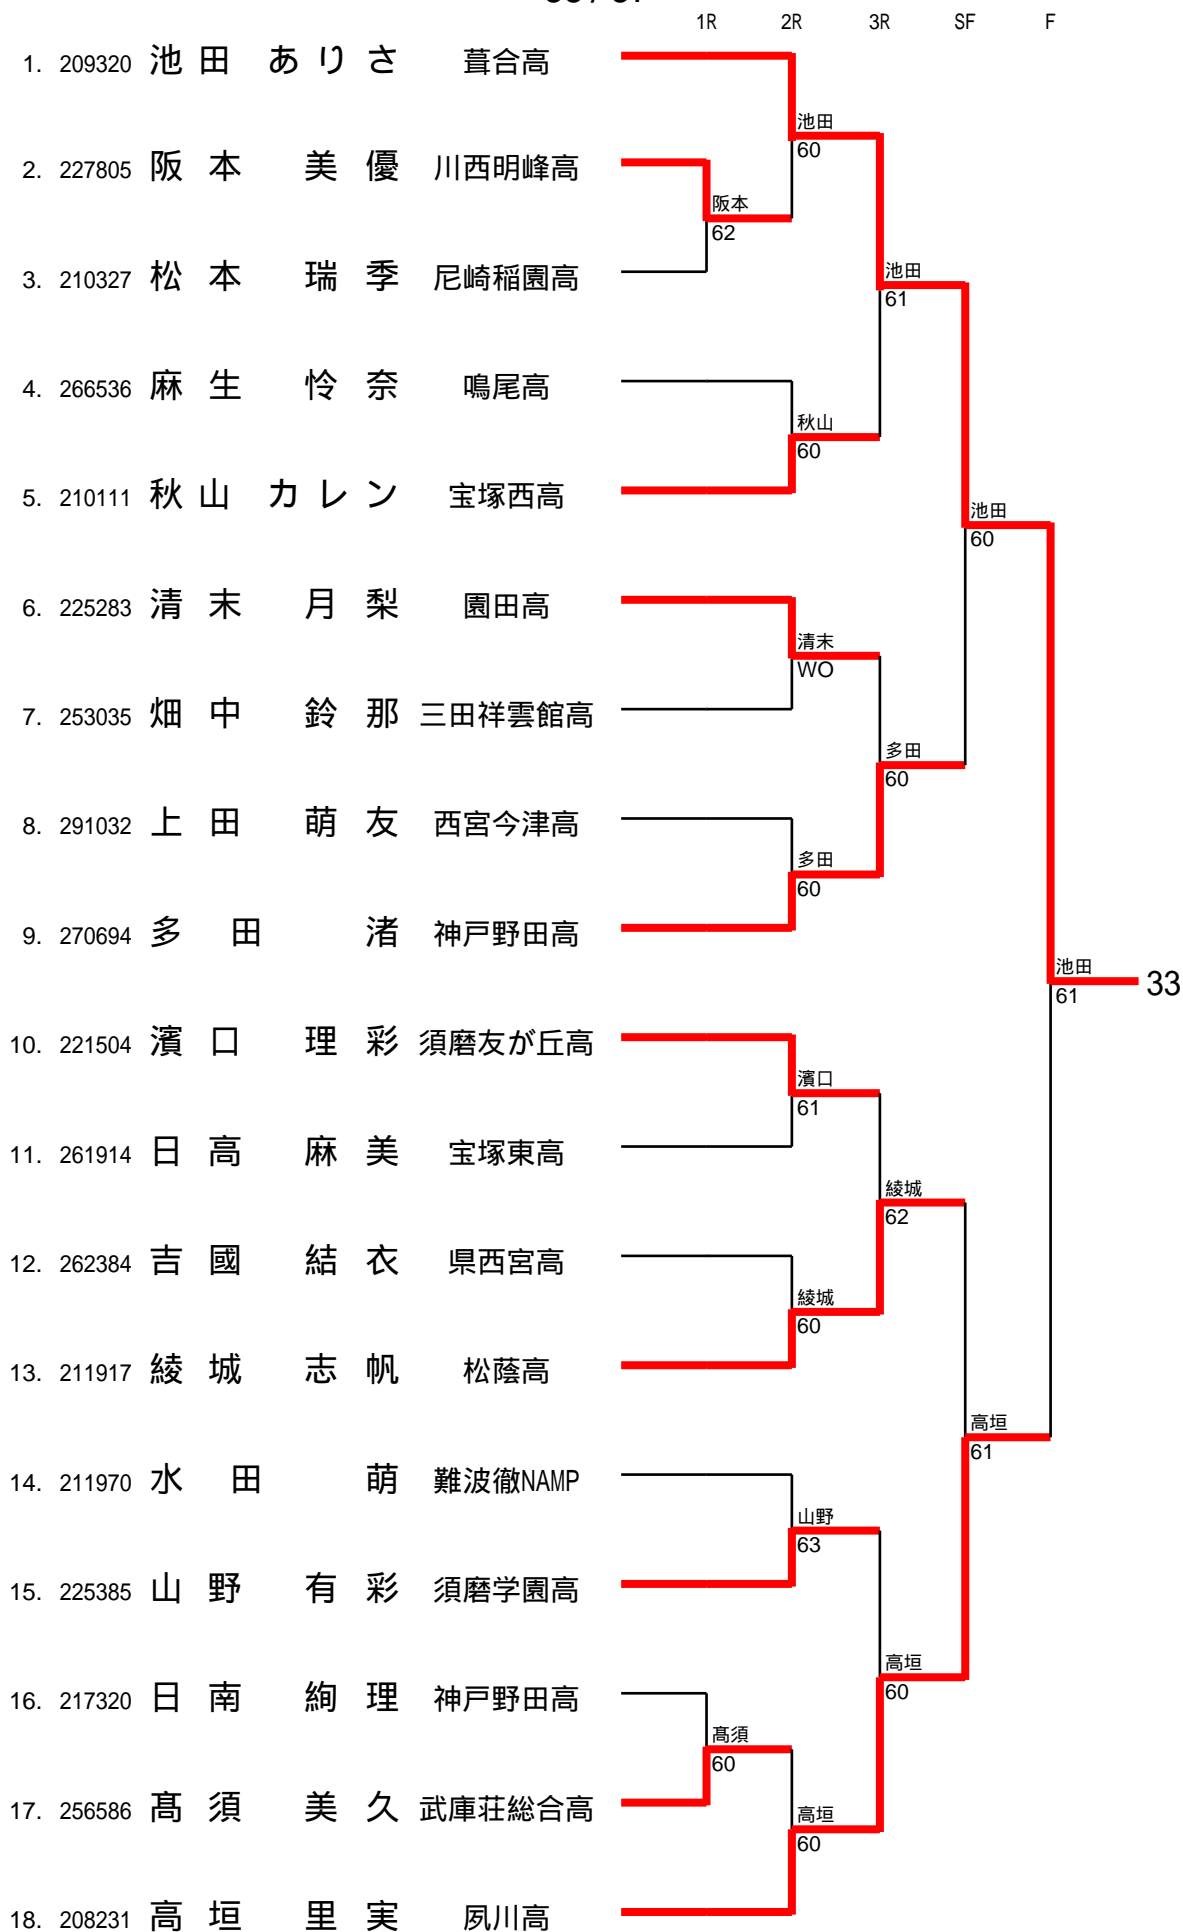 1R 2R 3R SF F
1. 209320 池田 ありさ 葺合高
池田
60
2. 227805 阪本 美優 川西明峰高
阪本
62
3. 210327 松本 瑞季 尼崎稲園高
池田
61
4. 266536 麻生 怜奈 鳴尾高
秋山
60
5. 210111 秋山 カレン 宝塚西高
池田
60
6. 225283 清末 月梨 園田高
清末
WO
7. 253035 畑中 鈴那 三田祥雲館高
多田
60
8. 291032 上田 萌友 西宮今津高
多田
60
9. 270694 多田 渚 神戸野田高
池田
61
33
10. 221504 濱口 理彩 須磨友が丘高
濱口
61
11. 261914 日高 麻美 宝塚東高
綾城
62
12. 262384 吉國 結衣 県西宮高
綾城
60
13. 211917 綾城 志帆 松蔭高
高垣
61
14. 211970 水田 萌 難波徹NAMP
山野
63
15. 225385 山野 有彩 須磨学園高
高垣
60
16. 217320 日南 絢理 神戸野田高
髙須
60
17. 256586 髙須 美久 武庫荘総合高
高垣
60
18. 208231 高垣 里実 夙川高